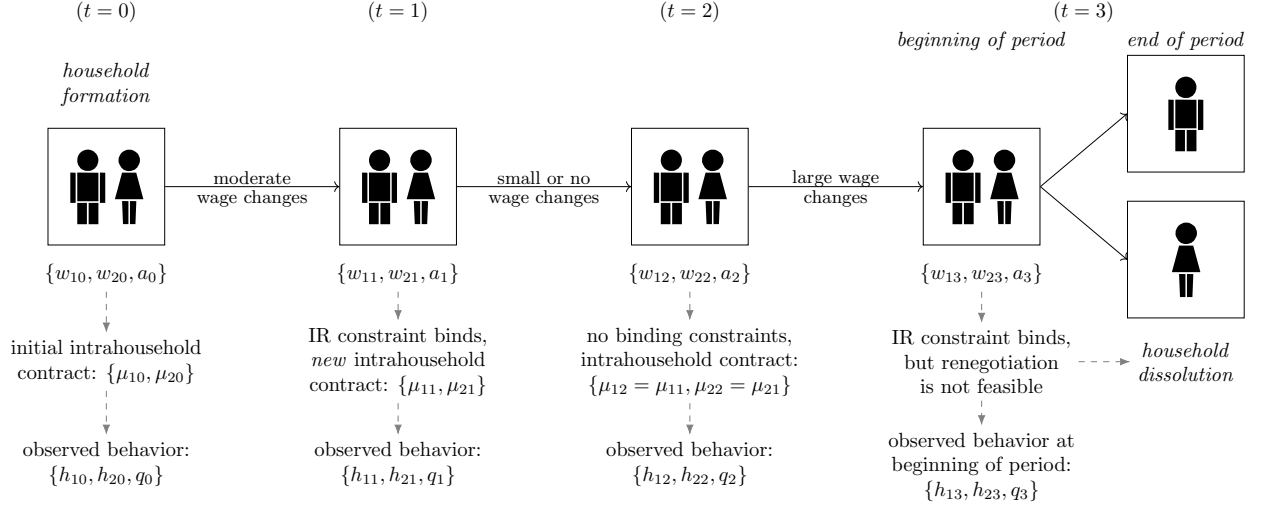 (t = 0)
(t = 1)
(t = 2)
(t = 3)
beginning of period
end of period
household
formation
moderate
wage changes
small or no
wage changes
large wage
changes
{w₁₀, w₂₀, a₀}
{w₁₁, w₂₁, a₁}
{w₁₂, w₂₂, a₂}
{w₁₃, w₂₃, a₃}
initial intrahousehold
contract: {μ₁₀, μ₂₀}
IR constraint binds,
new intrahousehold
contract: {μ₁₁, μ₂₁}
no binding constraints,
intrahousehold contract:
{μ₁₂ = μ₁₁, μ₂₂ = μ₂₁}
IR constraint binds,
but renegotiation
is not feasible
household
dissolution
observed behavior:
{h₁₀, h₂₀, q₀}
observed behavior:
{h₁₁, h₂₁, q₁}
observed behavior:
{h₁₂, h₂₂, q₂}
observed behavior at
beginning of period:
{h₁₃, h₂₃, q₃}